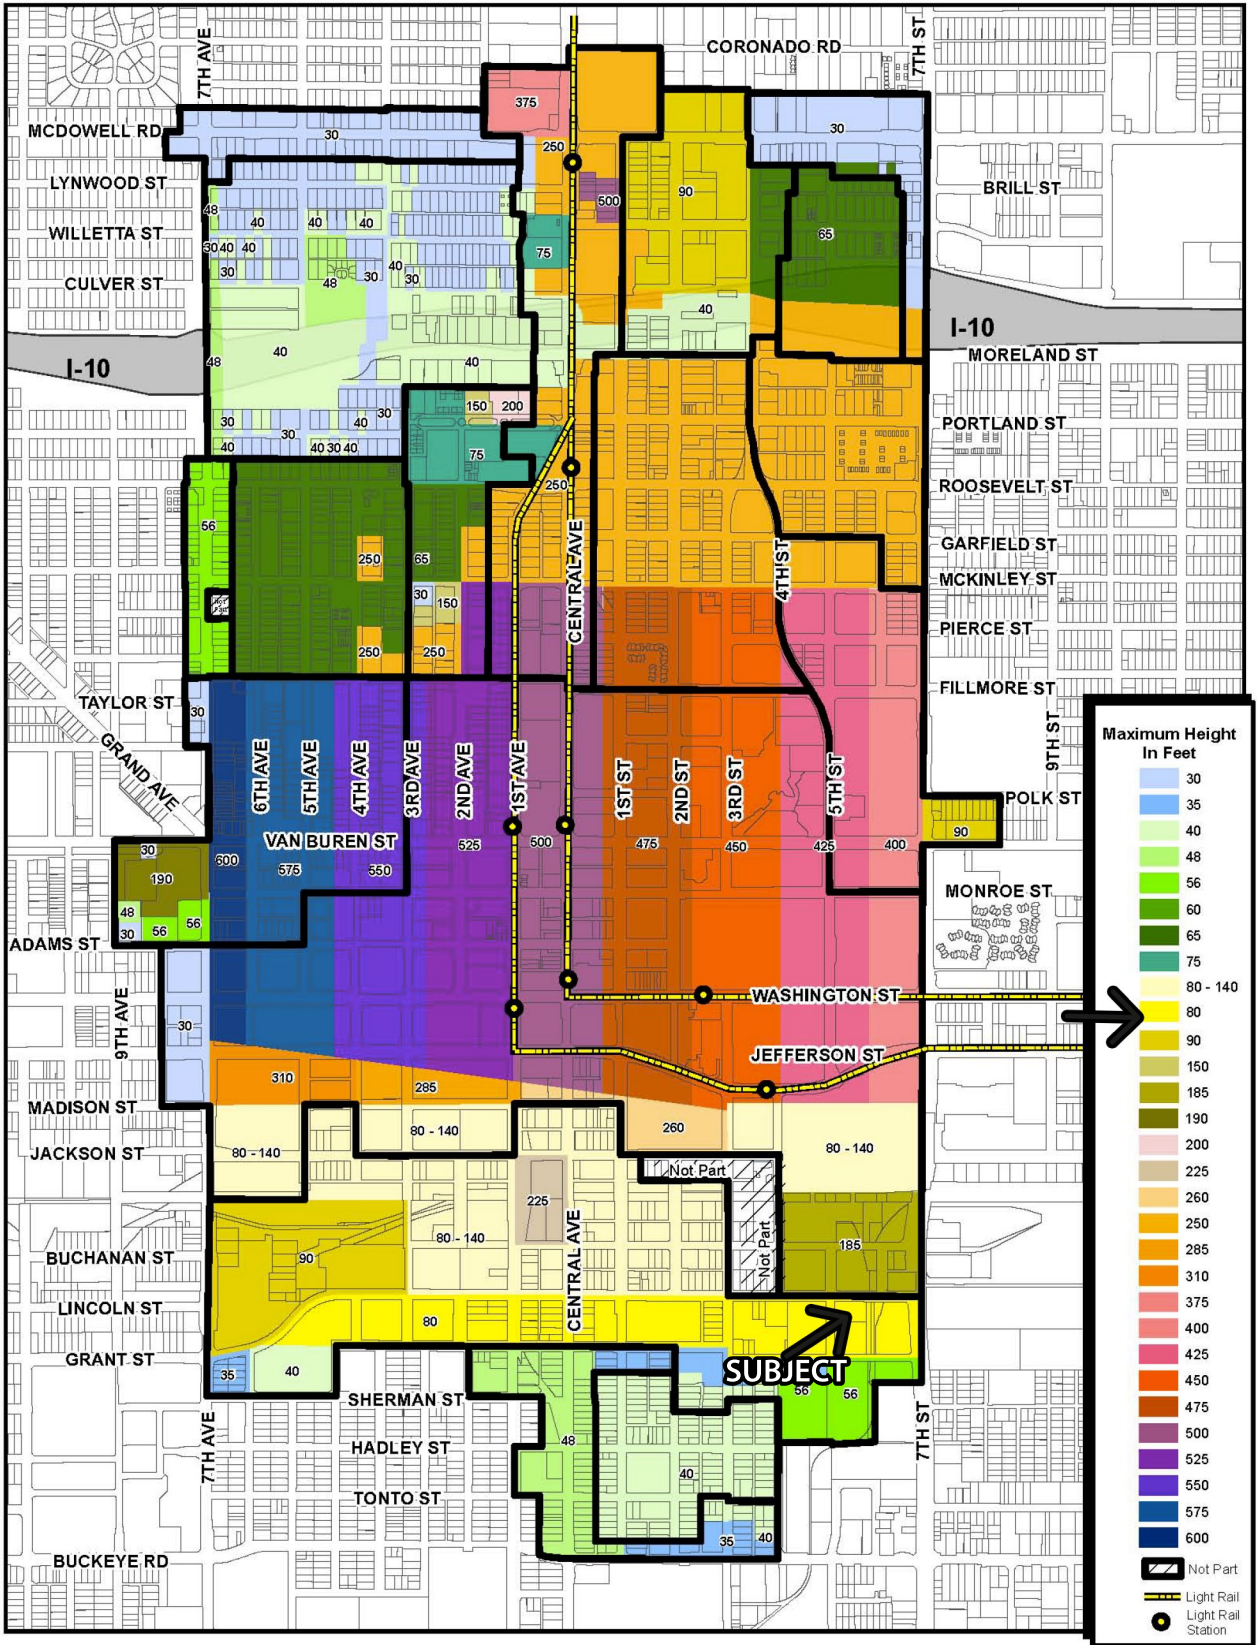 CORONADO RD
7TH AVE
7TH ST
375
MCDOWELL RD
30
30
250
LYNWOOD ST
BRILL ST
90
500
48
WILLETTA ST
40
40
40
65
30
40
40
75
CULVER ST
30
48
30
40
30
40
I-10
I-10
48
40
40
MORELAND ST
150
200
30
30
40
30
PORTLAND ST
40
40
30
40
75
250
ROOSEVELT ST
56
CENTRAL AVE
4TH ST
GARFIELD ST
250
65
MCKINLEY ST
30
150
Not Part
PIERCE ST
250
250
FILLMORE ST
TAYLOR ST
30
GRAND AVE
6TH AVE
5TH AVE
4TH AVE
3RD AVE
2ND AVE
1ST AVE
1ST ST
2ND ST
3RD ST
5TH ST
9TH ST
POLK ST
90
VAN BUREN ST
600
575
550
525
500
475
450
425
400
30
190
48
30
56
56
MONROE ST
ADAMS ST
9TH AVE
30
WASHINGTON ST
JEFFERSON ST
310
285
MADISON ST
260
80 - 140
80 - 140
80 - 140
JACKSON ST
Not Part
Not Part
225
CENTRAL AVE
80 - 140
185
BUCHANAN ST
90
LINCOLN ST
80
GRANT ST
35
40
SUBJECT
56
56
SHERMAN ST
7TH AVE
7TH ST
HADLEY ST
48
40
TONTO ST
35
40
BUCKEYE RD
Maximum Height
In Feet
30
35
40
48
56
60
65
75
80 - 140
80
90
150
185
190
200
225
260
250
285
310
375
400
425
450
475
500
525
550
575
600
Not Part
Light Rail
Light Rail
Station